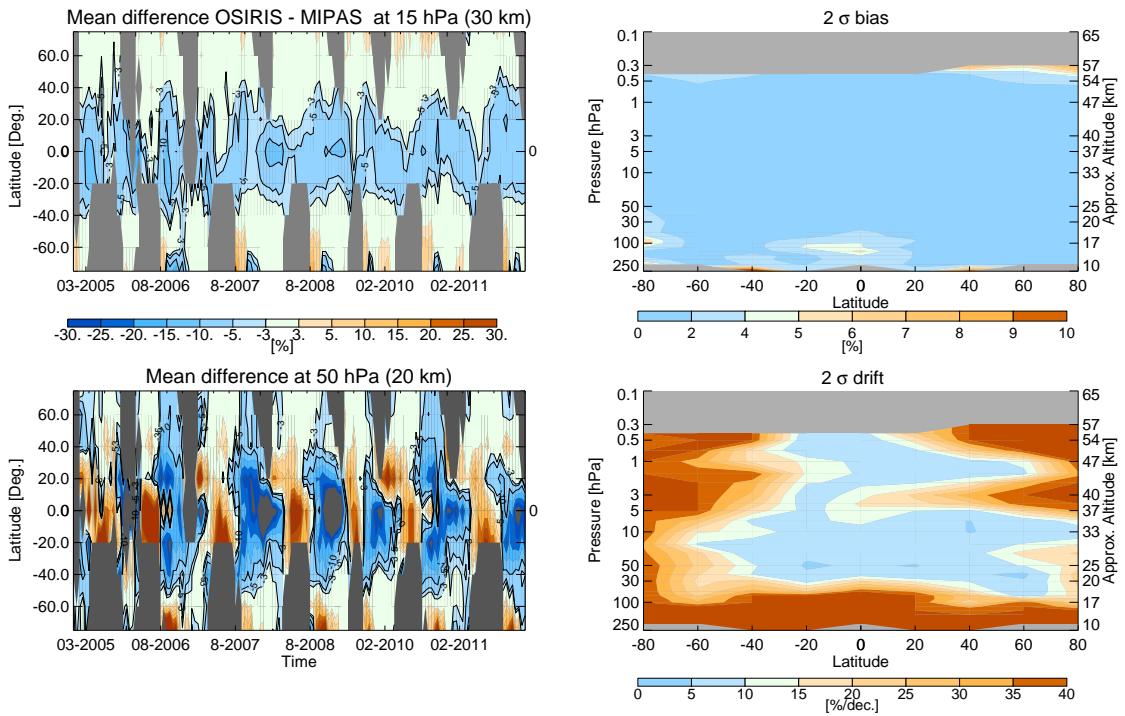 Mean difference OSIRIS - MIPAS at 15 hPa (30 km)
60.0
40.0
20.0
0.0
-20.0
-40.0
-60.0
Latitude [Deg.]
0
03-2005 08-2006 08-2007 08-2008 02-2010 02-2011
-30. -25. -20. -15. -10. -5. -3. 3. 5. 10. 15. 20. 25. 30.
[%]
2 σ bias
0.1
0.3
0.5
1
3
5
10
50
30
100
250
Pressure [hPa]
65
57
54
47
40
37
33
25
20
17
10
Approx. Altitude [km]
-80 -60 -40 -20 0 20 40 60 80
Latitude
0 2 4 5 6 7 8 9 10
[%]
Mean difference at 50 hPa (20 km)
60.0
40.0
20.0
0.0
-20.0
-40.0
-60.0
Latitude [Deg.]
0
03-2005 08-2006 08-2007 08-2008 02-2010 02-2011
Time
2 σ drift
0.1
0.3
0.5
1
3
5
10
50
30
100
250
Pressure [hPa]
65
57
54
47
40
37
33
25
20
17
10
Approx. Altitude [km]
-80 -60 -40 -20 0 20 40 60 80
Latitude
0 5 10 15 20 25 30 35 40
[%/dec.]